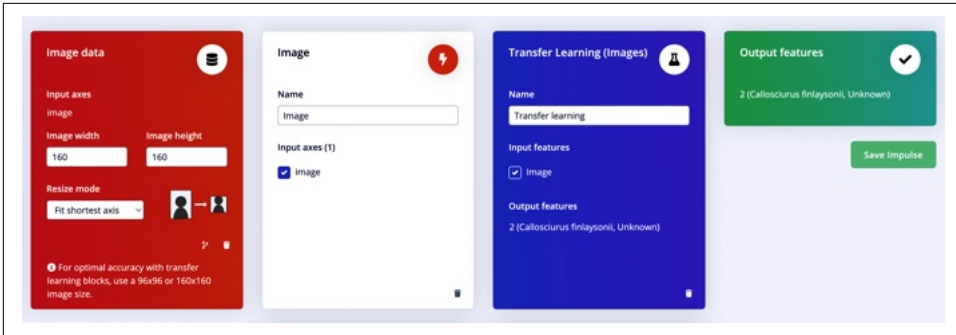 Image data
Input axes
image
Image width
Image height
160
160
Resize mode
Fit shortest axis
For optimal accuracy with transfer
learning blocks, use a 96x96 or 160x160
image size.
Image
Name
Image
Input axes (1)
image
Transfer Learning (Images)
Name
Transfer learning
Input features
Image
Output features
2 (Callosciurus finlaysonii, Unknown)
Output features
2 (Callosciurus finlaysonii, Unknown)
Save Impulse